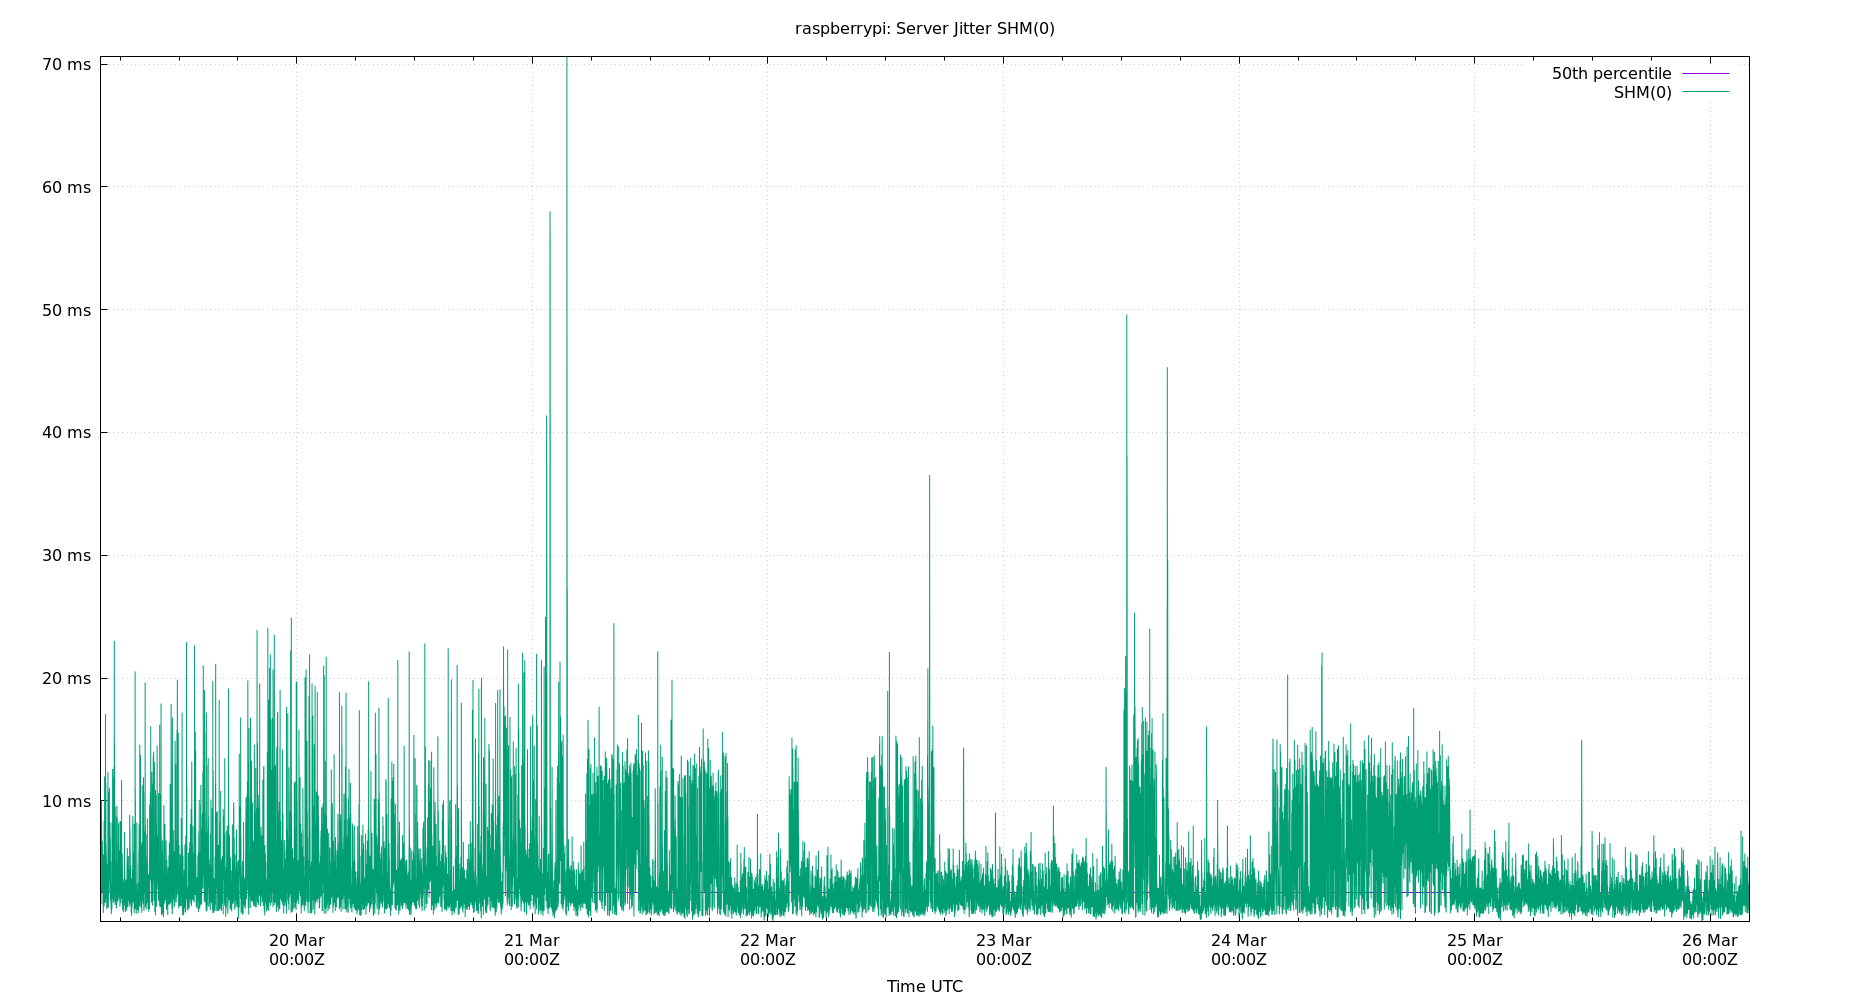 raspberrypi: Server Jitter SHM(0)
70 ms
60 ms
50 ms
40 ms
30 ms
20 ms
10 ms
50th percentile
SHM(0)
20 Mar
00:00Z
21 Mar
00:00Z
22 Mar
00:00Z
23 Mar
00:00Z
24 Mar
00:00Z
25 Mar
00:00Z
26 Mar
00:00Z
Time UTC